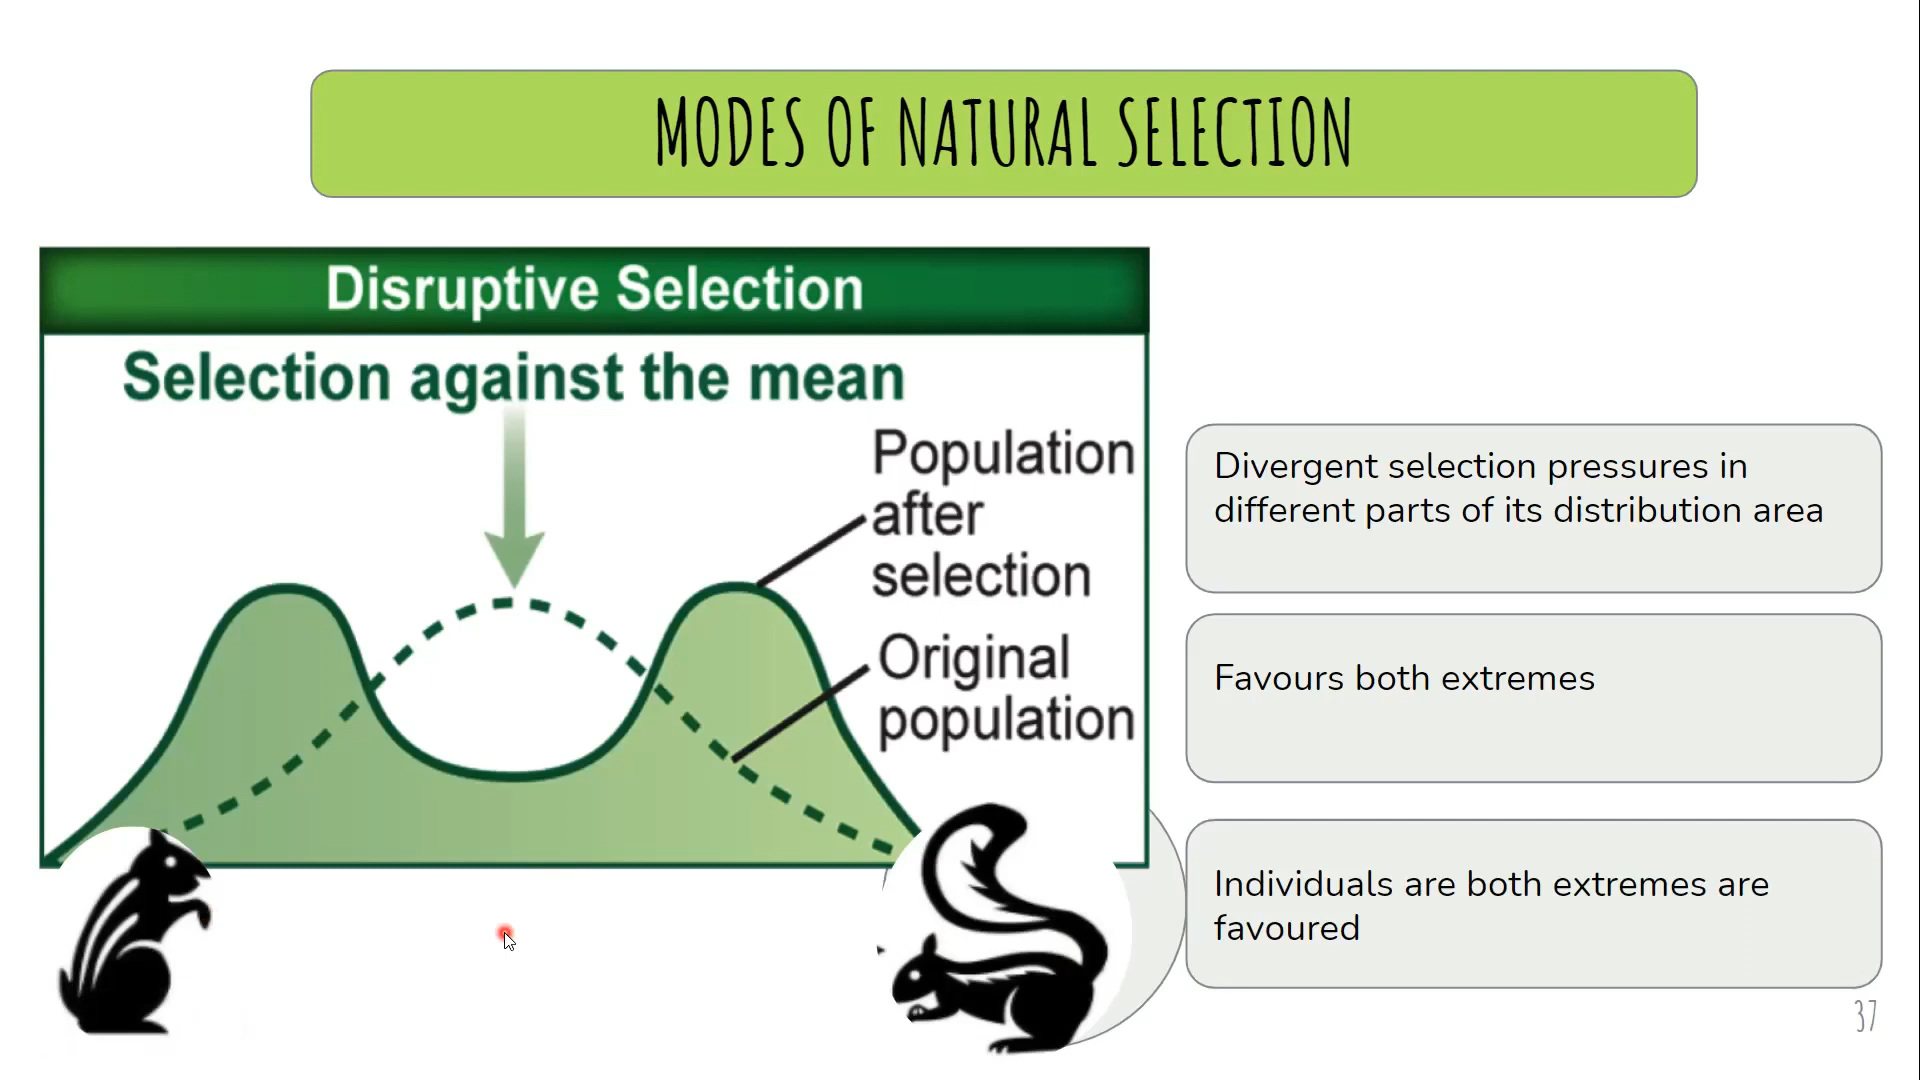 MODES OF NATURAL SELECTION
Disruptive Selection
Selection against the mean
Population
after
selection
Original
population
Divergent selection pressures in
different parts of its distribution area
Favours both extremes
Individuals are both extremes are
favoured
37